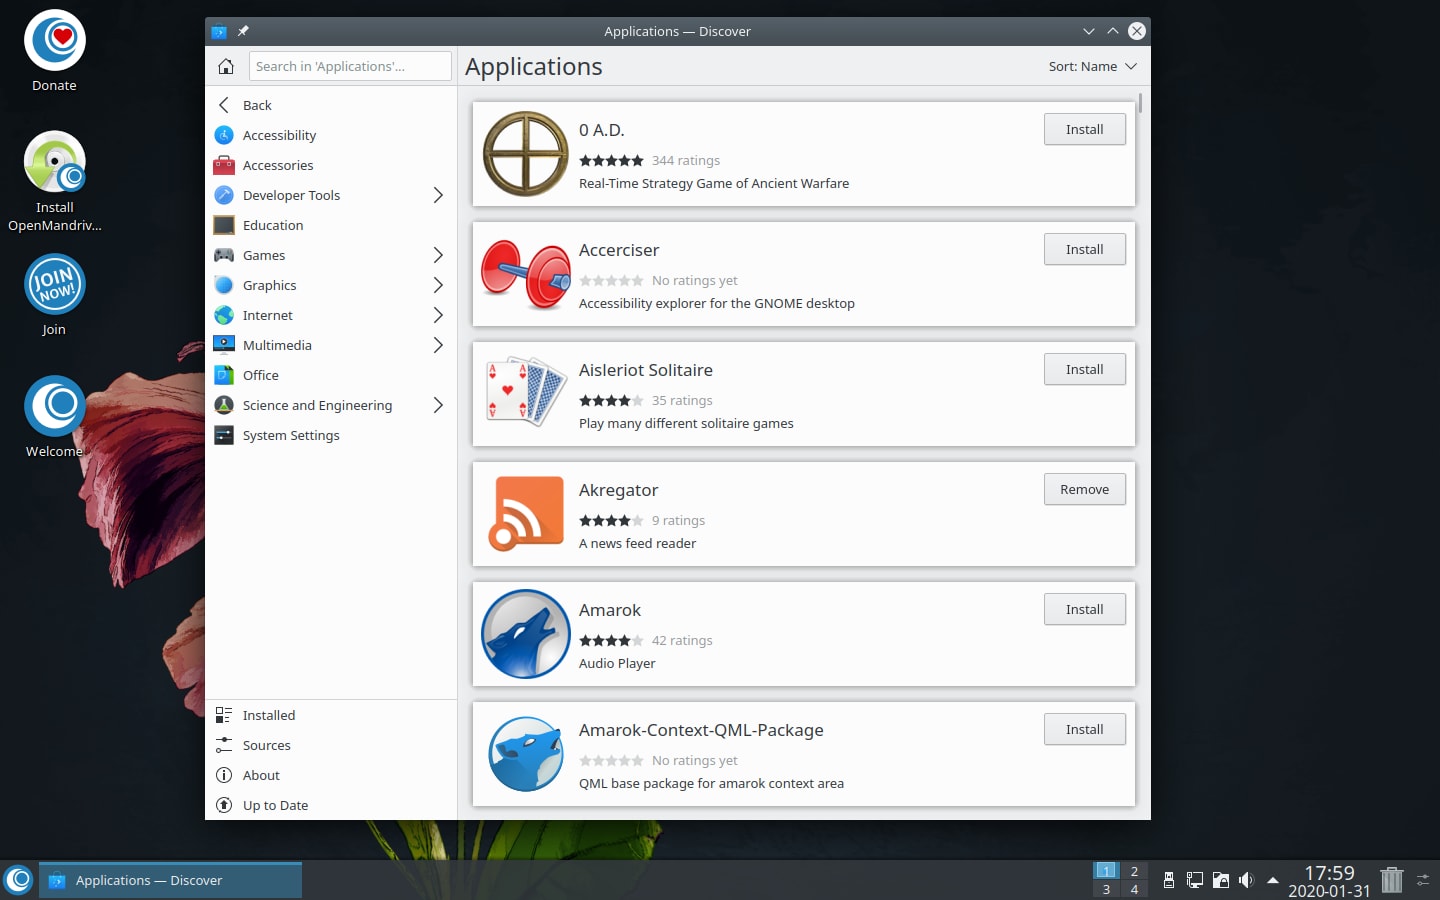 Applications — Discover
Donate
Install
OpenMandriv...
JOIN
NOW!
Join
Welcome
Search in 'Applications'...
Back
Accessibility
Accessories
Developer Tools
Education
Games
Graphics
Internet
Multimedia
Office
Science and Engineering
System Settings
Installed
Sources
About
Up to Date
Applications
Sort: Name
0 A.D.
Install
344 ratings
Real-Time Strategy Game of Ancient Warfare
Accerciser
Install
No ratings yet
Accessibility explorer for the GNOME desktop
A A
A A
Aisleriot Solitaire
Install
35 ratings
Play many different solitaire games
Akregator
Remove
9 ratings
A news feed reader
Amarok
Install
42 ratings
Audio Player
Amarok-Context-QML-Package
Install
No ratings yet
QML base package for amarok context area
Applications — Discover
1 2
3 4
17:59
2020-01-31